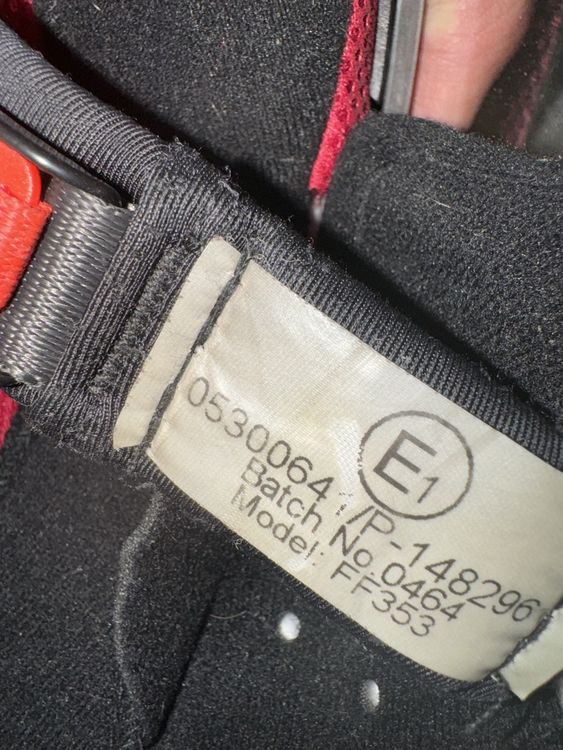 E1
0530064 /P-148296
Batch No.0464
Model: FF353